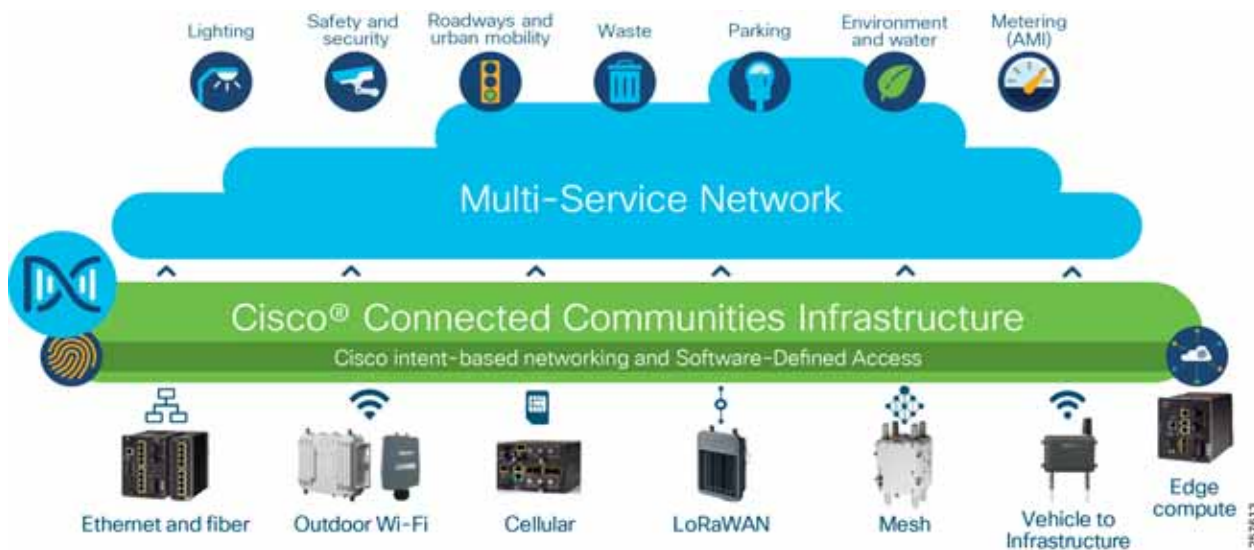 Lighting
Safety and
security
Roadways and
urban mobility
Waste
Parking
Environment
and water
Metering
(AMI)
Multi-Service Network
Cisco® Connected Communities Infrastructure
Cisco intent-based networking and Software-Defined Access
Ethernet and fiber
Outdoor Wi-Fi
Cellular
LoRaWAN
Mesh
Vehicle to
Infrastructure
Edge
compute